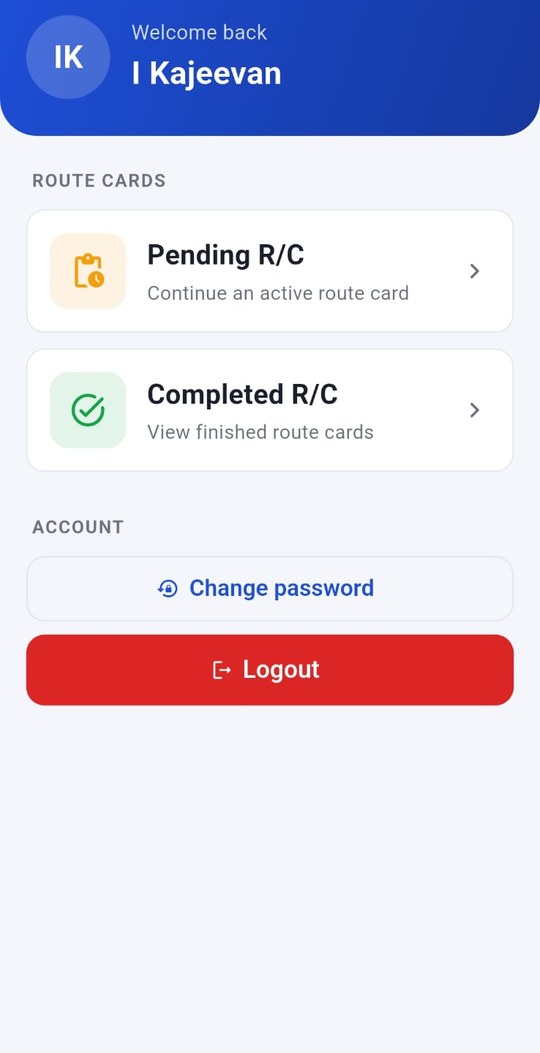 IK
Welcome back
I Kajeevan
ROUTE CARDS
Pending R/C
Continue an active route card
Completed R/C
View finished route cards
ACCOUNT
Change password
Logout